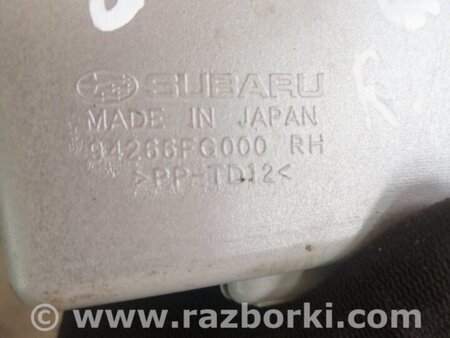 SUBARU
MADE IN JAPAN
94266FG000 RH
>PP-TD12<
© www.razborki.com